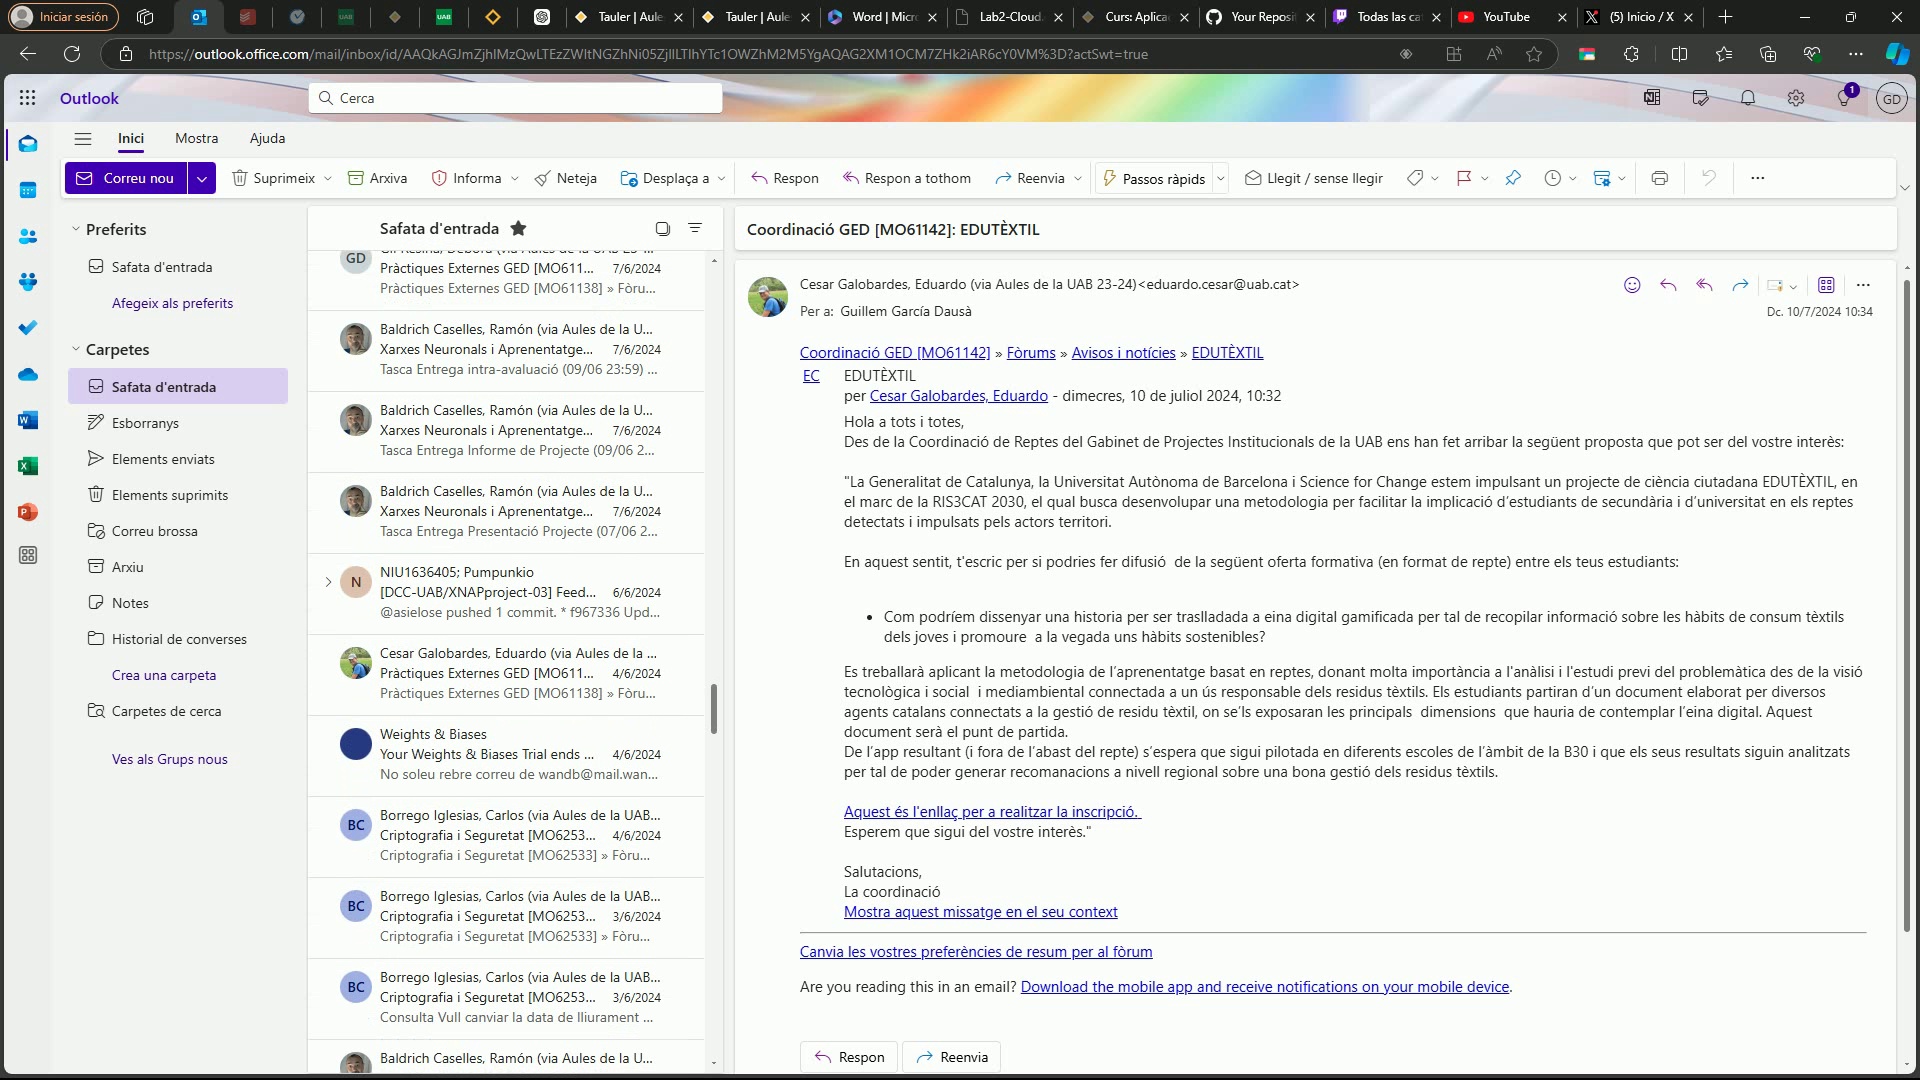 Iniciar sesión
Tauler | Aule
Tauler | Aule
Word | Micr
Lab2-Cloud
Curs: Aplica
Your Reposi
Todas las ca
YouTube
(5) Inicio / X
https://outlook.office.com/mail/inbox/id/
Outlook
Cerca
GD
Inici
Mostra
Ajuda
Correu nou
Suprimeix
Arxiva
Informa
Neteja
Desplaça a
Respon
Respon a tothom
Reenvia
Passos ràpids
Llegit / sense llegir
Preferits
Safata d'entrada
Afegeix als preferits
Carpetes
Safata d'entrada
Esborranys
Elements enviats
Elements suprimits
Correu brossa
Arxiu
Notes
Historial de converses
Crea una carpeta
Carpetes de cerca
Ves als Grups nous
Safata d'entrada
GD
Pràctiques Externes GED [MO611... 7/6/2024
Pràctiques Externes GED [MO61138] » Fòru...
Baldrich Caselles, Ramón (via Aules de la U...
Xarxes Neuronals i Aprenentatge... 7/6/2024
Tasca Entrega intra-avaluació (09/06 23:59) ...
Baldrich Caselles, Ramón (via Aules de la U...
Xarxes Neuronals i Aprenentatge... 7/6/2024
Tasca Entrega Informe de Projecte (09/06 2...
Baldrich Caselles, Ramón (via Aules de la U...
Xarxes Neuronals i Aprenentatge... 7/6/2024
Tasca Entrega Presentació Projecte (07/06 2...
N
NIU1636405; Pumpunkio
[DCC-UAB/XNAPproject-03] Feed... 6/6/2024
@asielose pushed 1 commit. * f967336 Upd...
Cesar Galobardes, Eduardo (via Aules de la ...
Pràctiques Externes GED [MO611... 4/6/2024
Pràctiques Externes GED [MO61138] » Fòru...
Weights & Biases
Your Weights & Biases Trial ends ... 4/6/2024
No soleu rebre correu de wandb@mail.wan...
BC
Borrego Iglesias, Carlos (via Aules de la UAB...
Criptografia i Seguretat [MO6253... 4/6/2024
Criptografia i Seguretat [MO62533] » Fòru...
BC
Borrego Iglesias, Carlos (via Aules de la UAB...
Criptografia i Seguretat [MO6253... 3/6/2024
Criptografia i Seguretat [MO62533] » Fòru...
BC
Borrego Iglesias, Carlos (via Aules de la UAB...
Criptografia i Seguretat [MO6253... 3/6/2024
Consulta Vull canviar la data de lliurament ...
Baldrich Caselles, Ramón (via Aules de la U...
Coordinació GED [MO61142]: EDUTÈXTIL
Cesar Galobardes, Eduardo (via Aules de la UAB 23-24)<eduardo.cesar@uab.cat>
Per a: Guillem García Dausà
Dc. 10/7/2024 10:34
Coordinació GED [MO61142] » Fòrums » Avisos i notícies » EDUTÈXTIL
EC
EDUTÈXTIL
per Cesar Galobardes, Eduardo - dimecres, 10 de juliol 2024, 10:32
Hola a tots i totes,
Des de la Coordinació de Reptes del Gabinet de Projectes Institucionals de la UAB ens han fet arribar la següent proposta que pot ser del vostre interès:
"La Generalitat de Catalunya, la Universitat Autònoma de Barcelona i Science for Change estem impulsant un projecte de ciència ciutadana EDUTÈXTIL, en
el marc de la RIS3CAT 2030, el qual busca desenvolupar una metodologia per facilitar la implicació d'estudiants de secundària i d'universitat en els reptes
detectats i impulsats pels actors territori.
En aquest sentit, t'escric per si podries fer difusió de la següent oferta formativa (en format de repte) entre els teus estudiants:
• Com podríem dissenyar una historia per ser traslladada a eina digital gamificada per tal de recopilar informació sobre les hàbits de consum tèxtils
dels joves i promoure a la vegada uns hàbits sostenibles?
Es treballarà aplicant la metodologia de l'aprenentatge basat en reptes, donant molta importància a l'anàlisi i l'estudi previ del problemàtica des de la visió
tecnològica i social i mediambiental connectada a un ús responsable dels residus tèxtils. Els estudiants partiran d'un document elaborat per diversos
agents catalans connectats a la gestió de residu tèxtil, on se'ls exposaran les principals dimensions que hauria de contemplar l'eina digital. Aquest
document serà el punt de partida.
De l'app resultant (i fora de l'abast del repte) s'espera que sigui pilotada en diferents escoles de l'àmbit de la B30 i que els seus resultats siguin analitzats
per tal de poder generar recomanacions a nivell regional sobre una bona gestió dels residus tèxtils.
Aquest és l'enllaç per a realitzar la inscripció.
Esperem que sigui del vostre interès."
Salutacions,
La coordinació
Mostra aquest missatge en el seu context
Canvia les vostres preferències de resum per al fòrum
Are you reading this in an email? Download the mobile app and receive notifications on your mobile device.
Respon
Reenvia